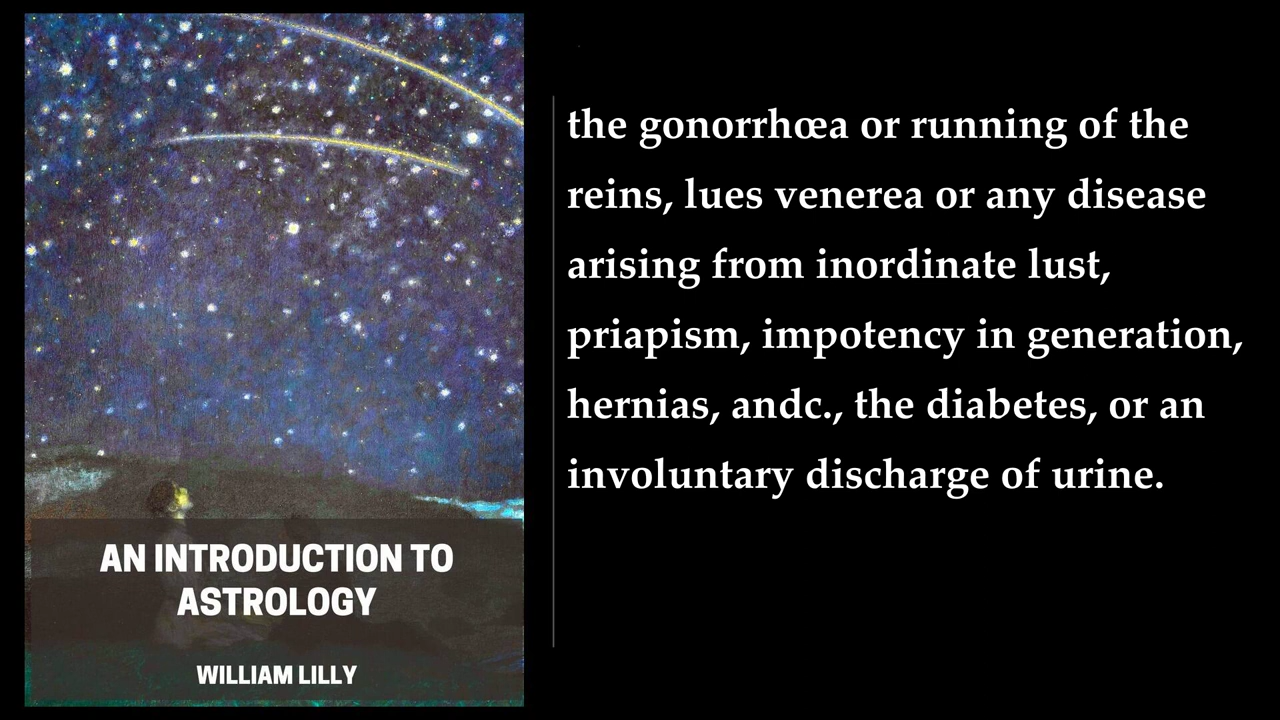 the gonorrhœa or running of the
reins, lues venerea or any disease
arising from inordinate lust,
priapism, impotency in generation,
hernias, andc., the diabetes, or an
involuntary discharge of urine.
AN INTRODUCTION TO
ASTROLOGY
WILLIAM LILLY